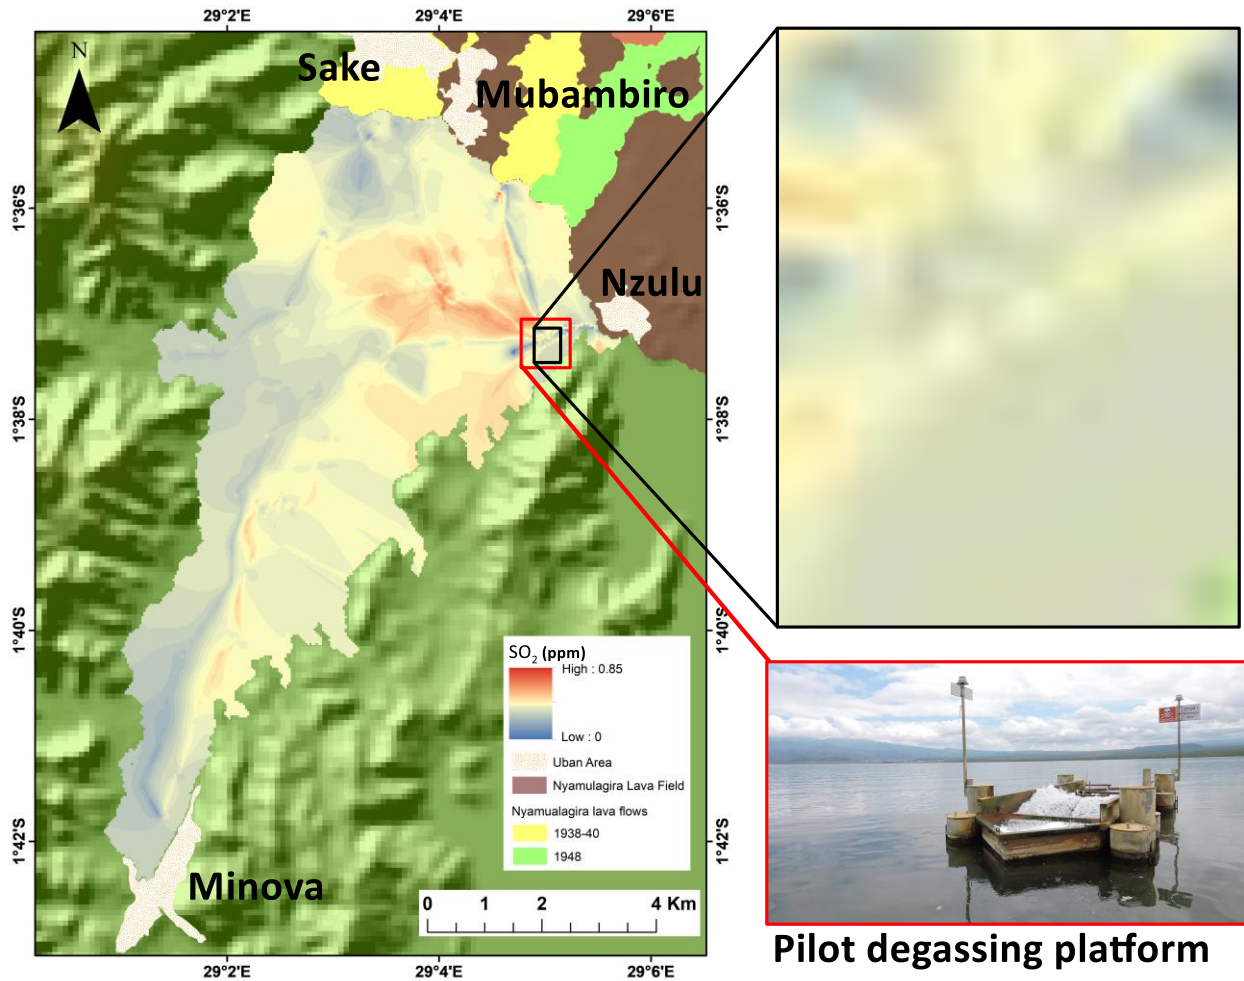 29°2'E
29°4'E
29°6'E
N
Sake
Mubambiro
1°36'S
1°36'S
Nzulu
1°38'S
1°38'S
1°40'S
1°40'S
SO2 (ppm)
High : 0.85
Low : 0
Uban Area
Nyamulagira Lava Field
Nyamualagira lava flows
1938-40
1948
1°42'S
1°42'S
Minova
0 1 2 4 Km
29°2'E
29°4'E
29°6'E
Pilot degassing platform